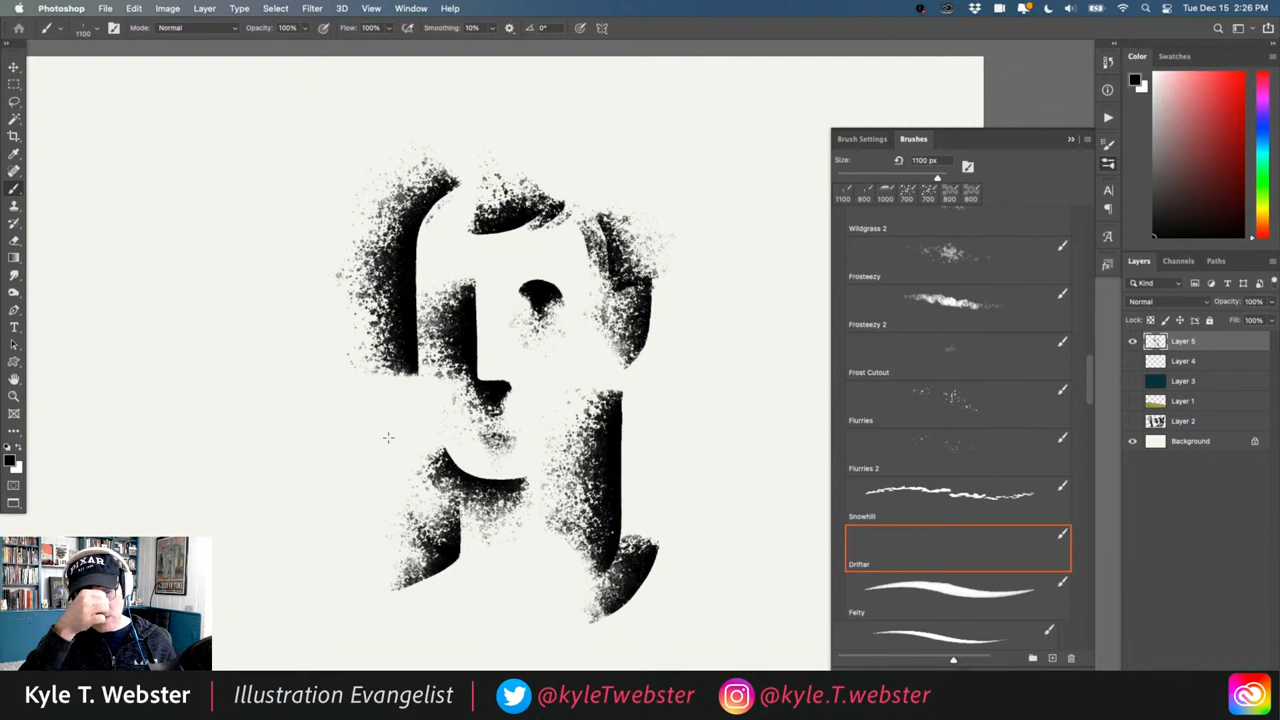 Photoshop File Edit Image Layer Type Select Filter 3D View Window Help Tue Dec 15 2:26 PM
1100 Mode: Normal Opacity: 100% Flow: 100% Smoothing: 10% 0°
Color Swatches
Brush Settings Brushes
Size: 1100 px
1100 800 1000 700 700 800 800
Wildgrass 2
Frosteezy
Frosteezy 2
Frost Cutout
Flurries
Flurries 2
Snowhill
Drifter
Felty
Layers Channels Paths
Kind
Normal Opacity: 100%
Lock: Fill: 100%
Layer 5
Layer 4
Layer 3
Layer 1
Layer 2
Background
PIXAR
Kyle T. Webster | Illustration Evangelist @kyleTwebster | @kyle.T.webster